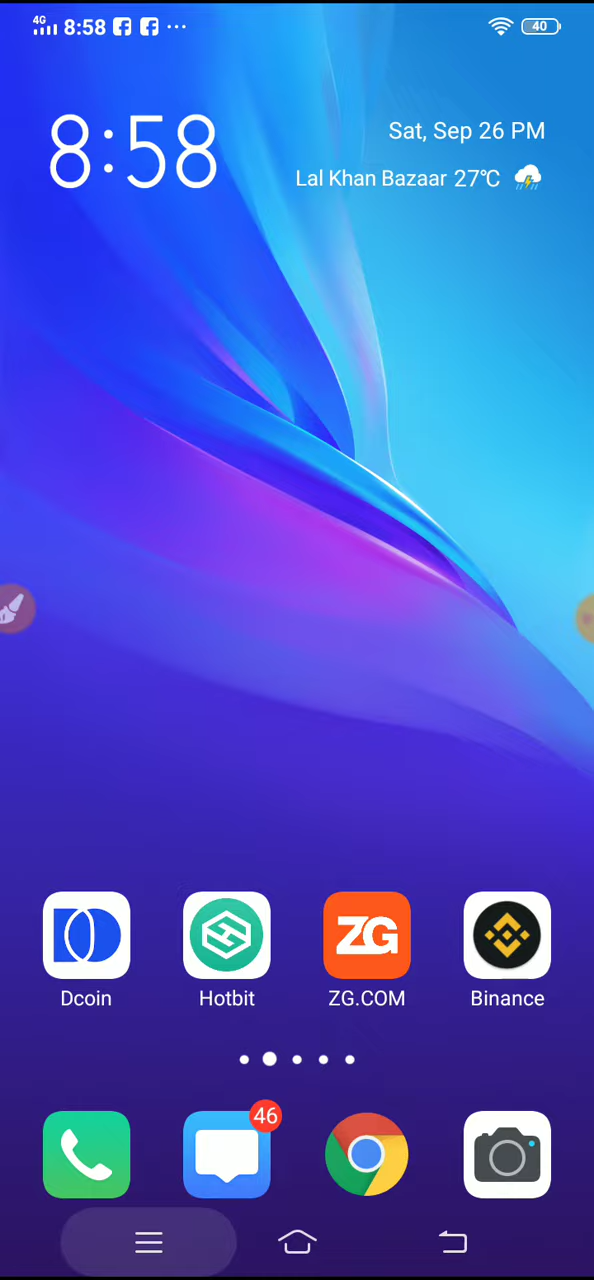 4G 8:58 40
8:58
Sat, Sep 26 PM
Lal Khan Bazaar 27℃
ZG
Dcoin Hotbit ZG.COM Binance
46